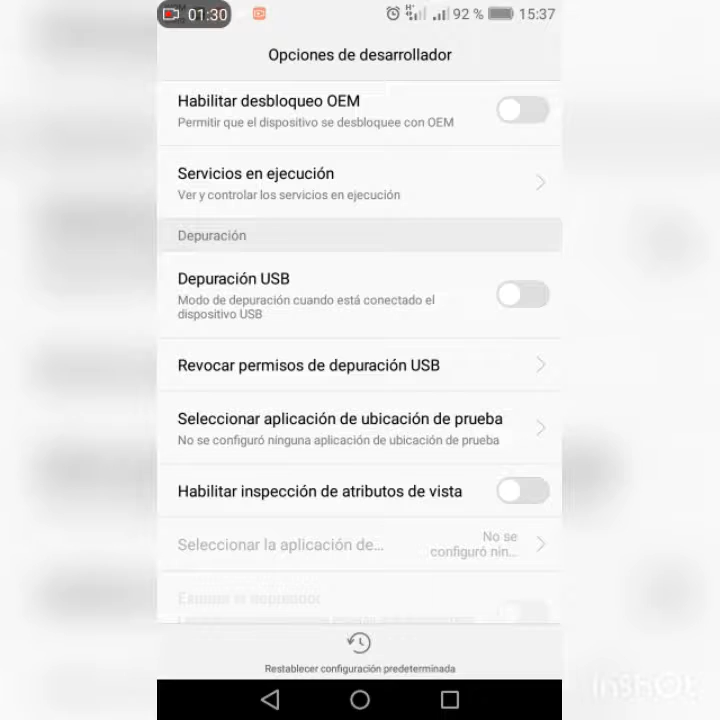 01:30
92 %
15:37
Opciones de desarrollador
Habilitar desbloqueo OEM
Permitir que el dispositivo se desbloquee con OEM
Servicios en ejecución
Ver y controlar los servicios en ejecución
Depuración
Depuración USB
Modo de depuración cuando está conectado el
dispositivo USB
Revocar permisos de depuración USB
Seleccionar aplicación de ubicación de prueba
No se configuró ninguna aplicación de ubicación de prueba
Habilitar inspección de atributos de vista
Seleccionar la aplicación de...
No se
configuró nin...
Restablecer configuración predeterminada